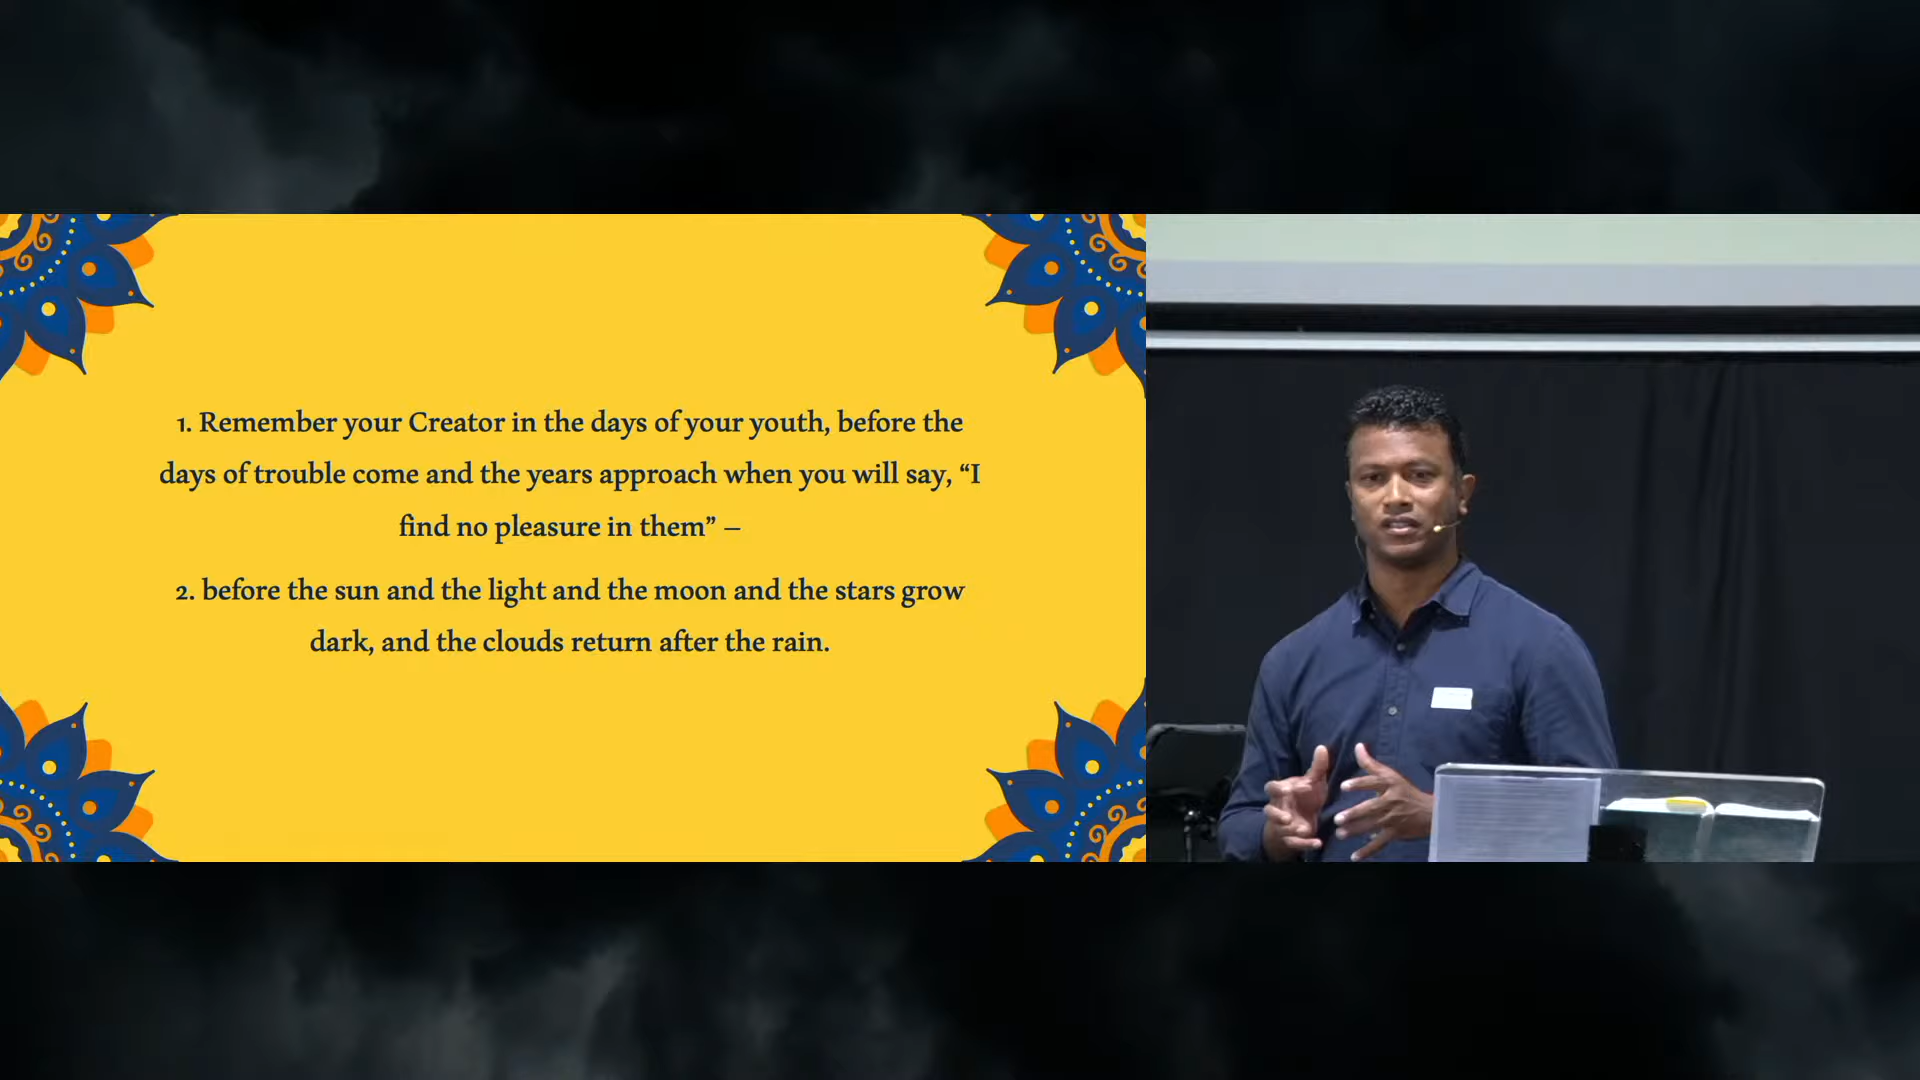 1. Remember your Creator in the days of your youth, before the
days of trouble come and the years approach when you will say, “I
find no pleasure in them” –
2. before the sun and the light and the moon and the stars grow
dark, and the clouds return after the rain.